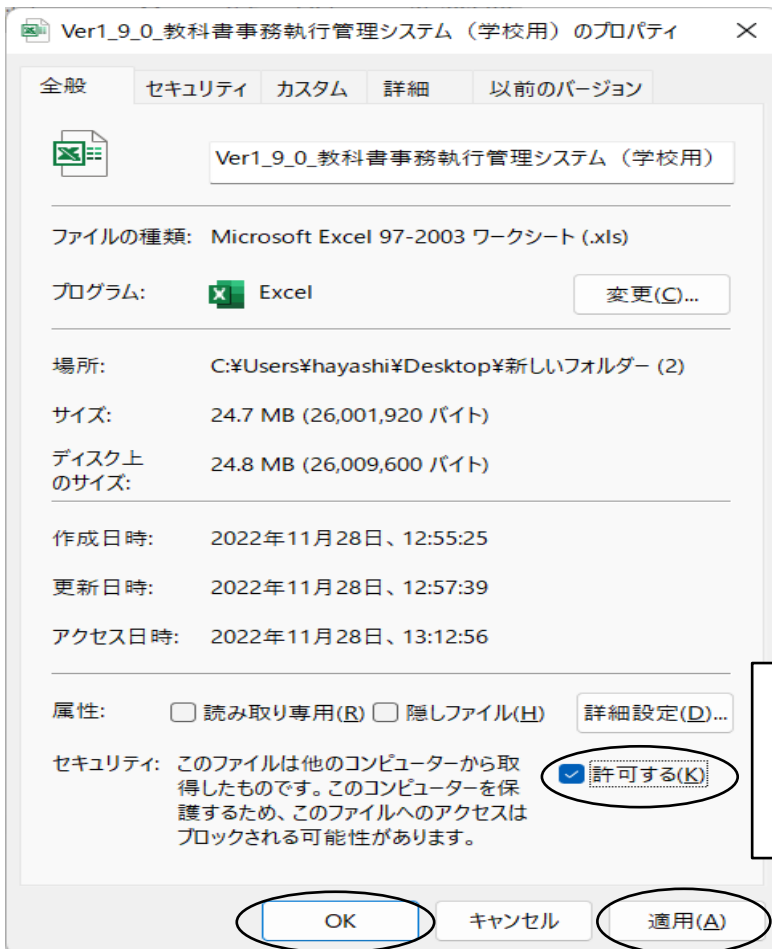 Ver1_9_0_教科書事務執行管理システム（学校用）のプロパティ
全般 セキュリティ カスタム 詳細 以前のバージョン
Ver1_9_0_教科書事務執行管理システム（学校用）
ファイルの種類: Microsoft Excel 97-2003 ワークシート (.xls)
プログラム: Excel 変更(C)...
場所: C:¥Users¥hayashi¥Desktop¥新しいフォルダー (2)
サイズ: 24.7 MB (26,001,920 バイト)
ディスク上
のサイズ: 24.8 MB (26,009,600 バイト)
作成日時: 2022年11月28日、12:55:25
更新日時: 2022年11月28日、12:57:39
アクセス日時: 2022年11月28日、13:12:56
属性: 読み取り専用(R) 隠しファイル(H) 詳細設定(D)...
セキュリティ: このファイルは他のコンピューターから取
得したものです。このコンピューターを保
護するため、このファイルへのアクセスは
ブロックされる可能性があります。
許可する(K)
OK キャンセル 適用(A)